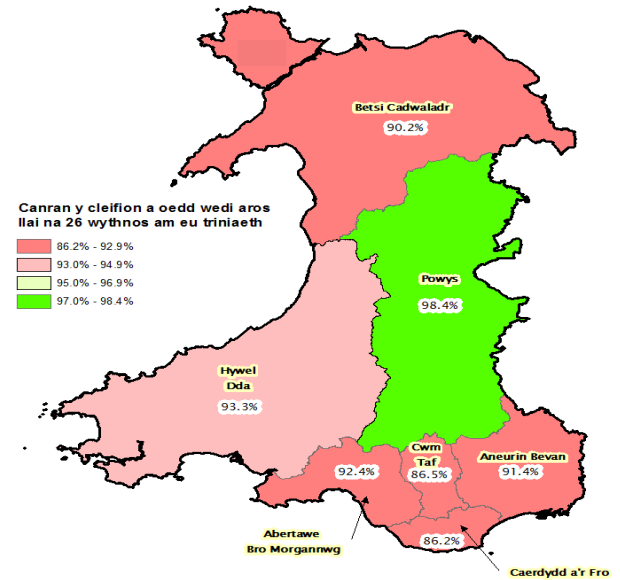 Betsi Cadwaladr
90.2%
Canran y cleifion a oedd wedi aros
llai na 26 wythnos am eu triniaeth
86.2% - 92.9%
93.0% - 94.9%
95.0% - 96.9%
97.0% - 98.4%
Powys
98.4%
Hywel
Dda
93.3%
Cwm
Taf
86.5%
Aneurin Bevan
91.4%
92.4%
Abertawe
Bro Morgannwg
86.2%
Caerdydd a'r Fro